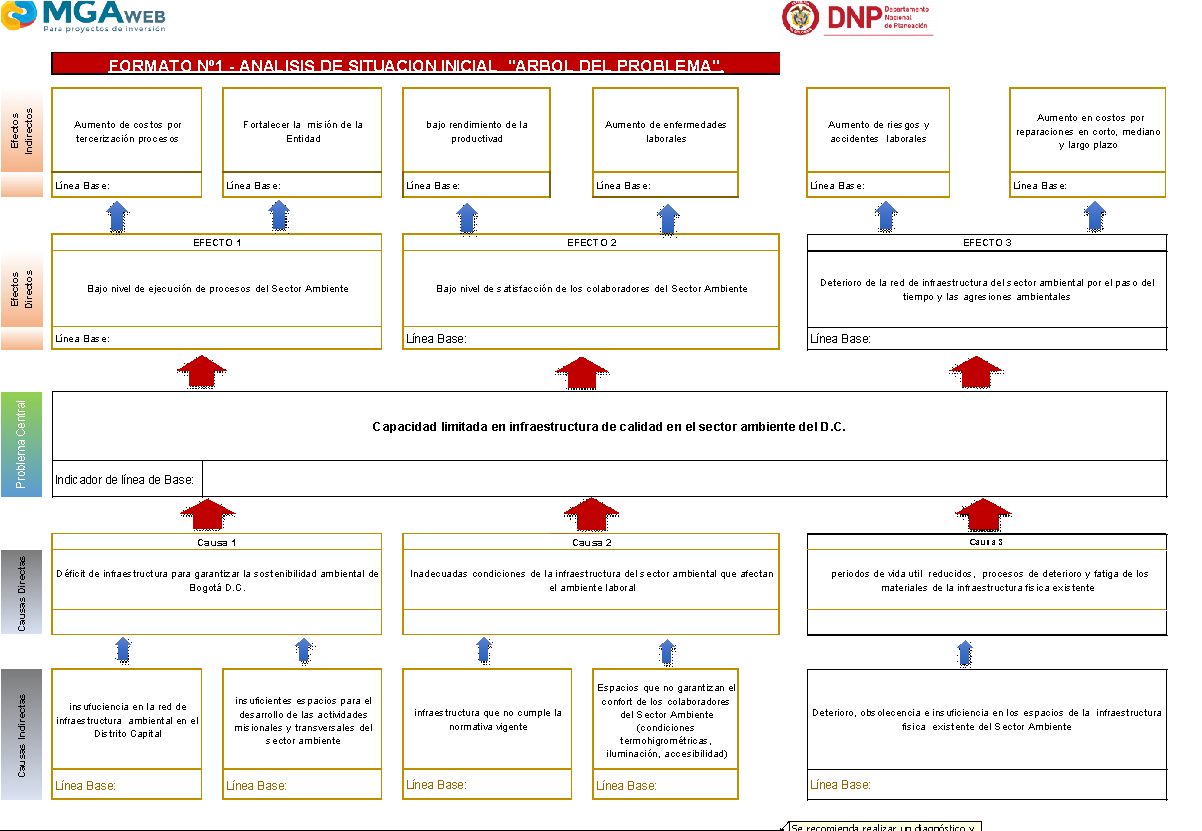 MGAWEB
Para proyectos de inversión
DNP Departamento
Nacional
de Planeación
FORMATO Nº1 - ANALISIS DE SITUACION INICIAL "ARBOL DEL PROBLEMA".
Efectos
Indirectos
Aumento de costos por
tercerización procesos
Línea Base:
Fortalecer la misión de la
Entidad
Línea Base:
bajo rendimiento de la
productivad
Línea Base:
Aumento de enfermedades
laborales
Línea Base:
Aumento de riesgos y
accidentes laborales
Línea Base:
Aumento en costos por
reparaciones en corto, mediano
y largo plazo
Línea Base:
Efectos
Directos
EFECTO 1
Bajo nivel de ejecución de procesos del Sector Ambiente
Línea Base:
EFECTO 2
Bajo nivel de satisfacción de los colaboradores del Sector Ambiente
Línea Base:
EFECTO 3
Deterioro de la red de infraestructura del sector ambiental por el paso del
tiempo y las agresiones ambientales
Línea Base:
Problema Central
Capacidad limitada en infraestructura de calidad en el sector ambiente del D.C.
Indicador de línea de Base:
Causas Directas
Causa 1
Déficit de infraestructura para garantizar la sostenibilidad ambiental de
Bogotá D.C.
Causa 2
Inadecuadas condiciones de la infraestructura del sector ambiental que afectan
el ambiente laboral
Causa 3
periodos de vida util reducidos, procesos de deterioro y fatiga de los
materiales de la infraestructura fisica existente
Causas Indirectas
insuficiencia en la red de
infraestructura ambiental en el
Distrito Capital
Línea Base:
insuficientes espacios para el
desarrollo de las actividades
misionales y transversales del
sector ambiente
Línea Base:
infraestructura que no cumple la
normativa vigente
Línea Base:
Espacios que no garantizan el
confort de los colaboradores
del Sector Ambiente
(condiciones
termohigrométricas,
iluminación, accesibilidad)
Línea Base:
Deterioro, obsolecencia e insuficiencia en los espacios de la infraestructura
fisica existente del Sector Ambiente
Línea Base:
Se recomienda realizar un diagnóstico y